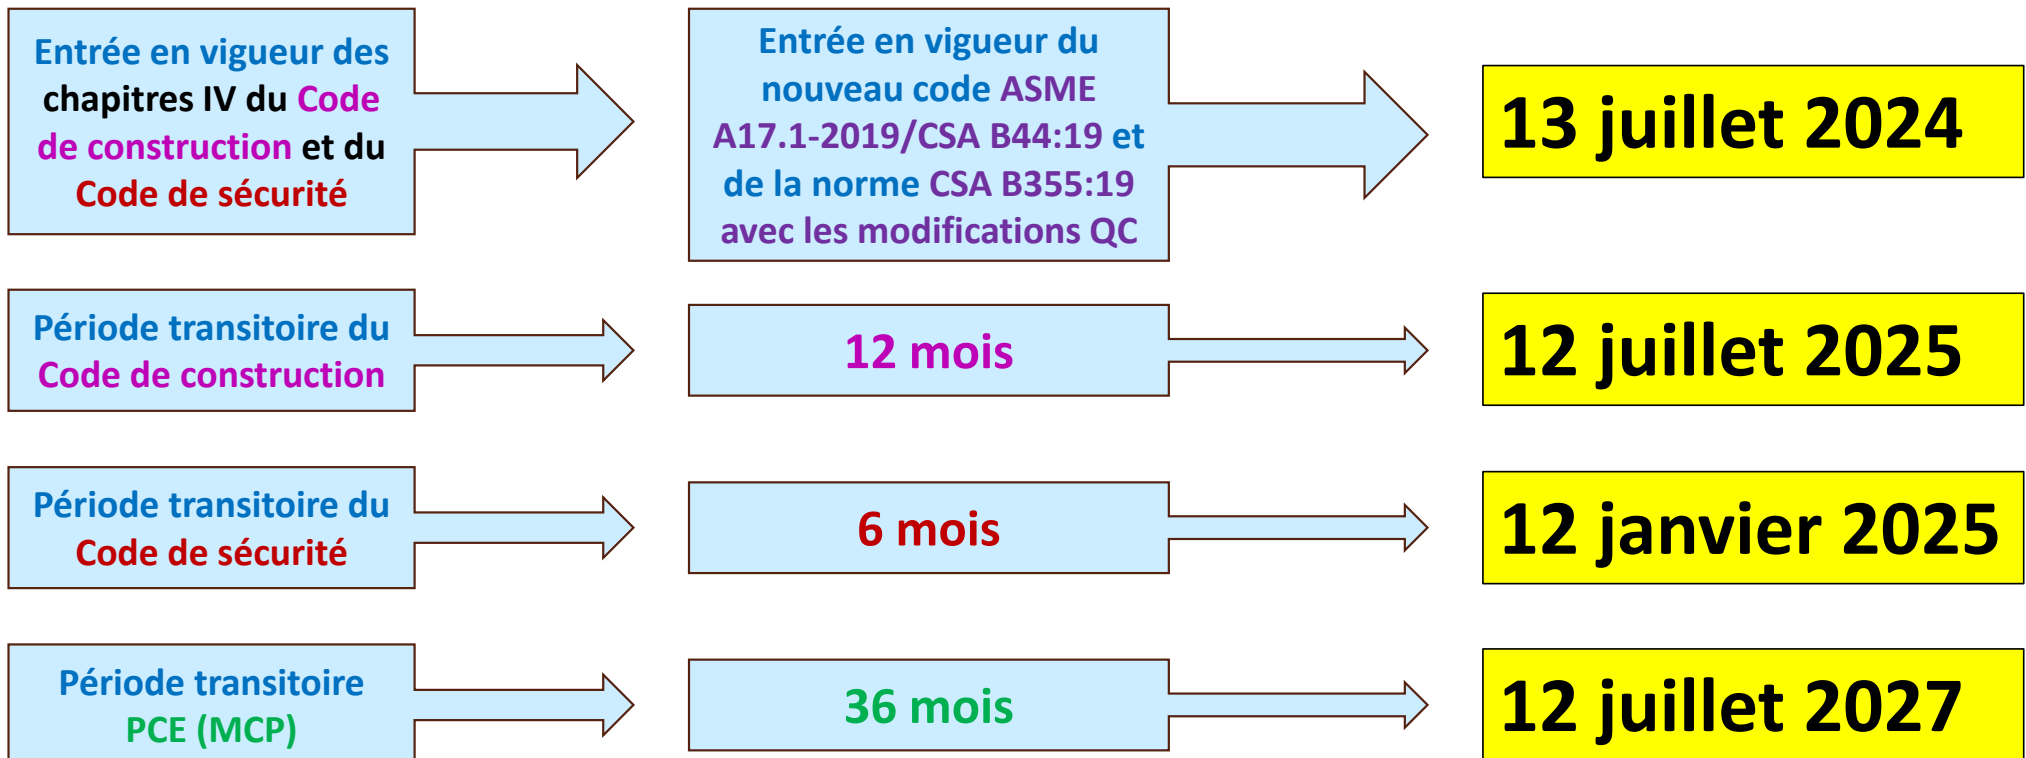 Entrée en vigueur des
chapitres IV du Code
de construction et du
Code de sécurité
Entrée en vigueur du
nouveau code ASME
A17.1-2019/CSA B44:19 et
de la norme CSA B355:19
avec les modifications QC
13 juillet 2024
Période transitoire du
Code de construction
12 mois
12 juillet 2025
Période transitoire du
Code de sécurité
6 mois
12 janvier 2025
Période transitoire
PCE (MCP)
36 mois
12 juillet 2027